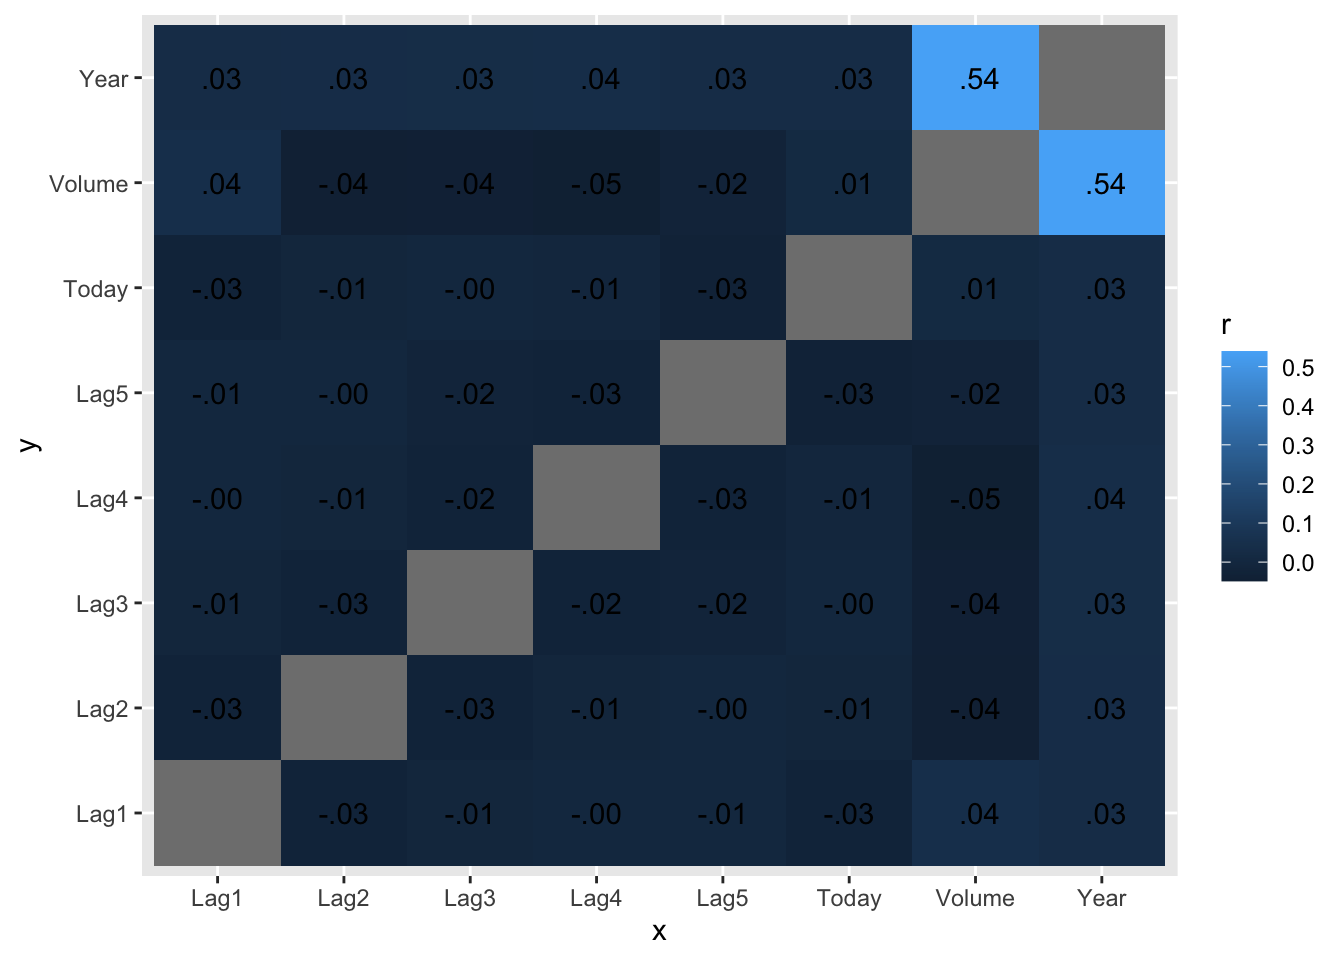 Year .03 .03 .03 .04 .03 .03 .54
Volume .04 -.04 -.04 -.05 -.02 .01 .54
Today -.03 -.01 -.00 -.01 -.03 .01 .03
Lag5 -.01 -.00 -.02 -.03 -.03 -.02 .03
Lag4 -.00 -.01 -.02 -.03 -.01 -.05 .04
Lag3 -.01 -.03 -.02 -.02 -.00 -.04 .03
Lag2 -.03 -.03 -.01 -.00 -.01 -.04 .03
Lag1 -.03 -.01 -.00 -.01 -.03 .04 .03
Lag1 Lag2 Lag3 Lag4 Lag5 Today Volume Year
x
y
r
0.5
0.4
0.3
0.2
0.1
0.0